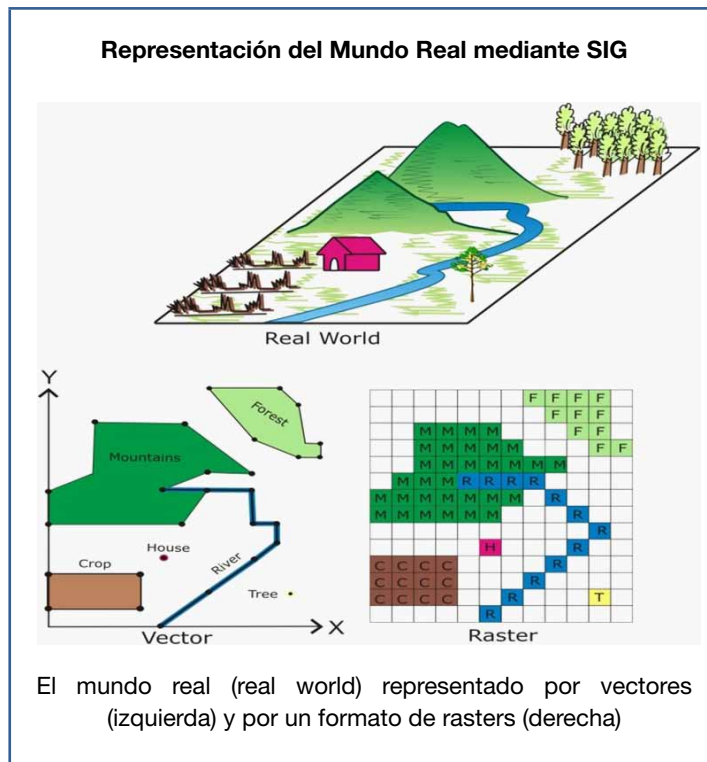 Representación del Mundo Real mediante SIG
Real World
Y
Forest
Mountains
House
Crop
River
Tree
X
Vector
F F F F
F F F
M M M M F F
M M M M M F F
M M M M M M M
M M M R R R R
M M M M M M M R
M M M M M M R
R
H R
C C C C R
C C C C R
C C C C R T
R
Raster
El mundo real (real world) representado por vectores
(izquierda) y por un formato de rasters (derecha)